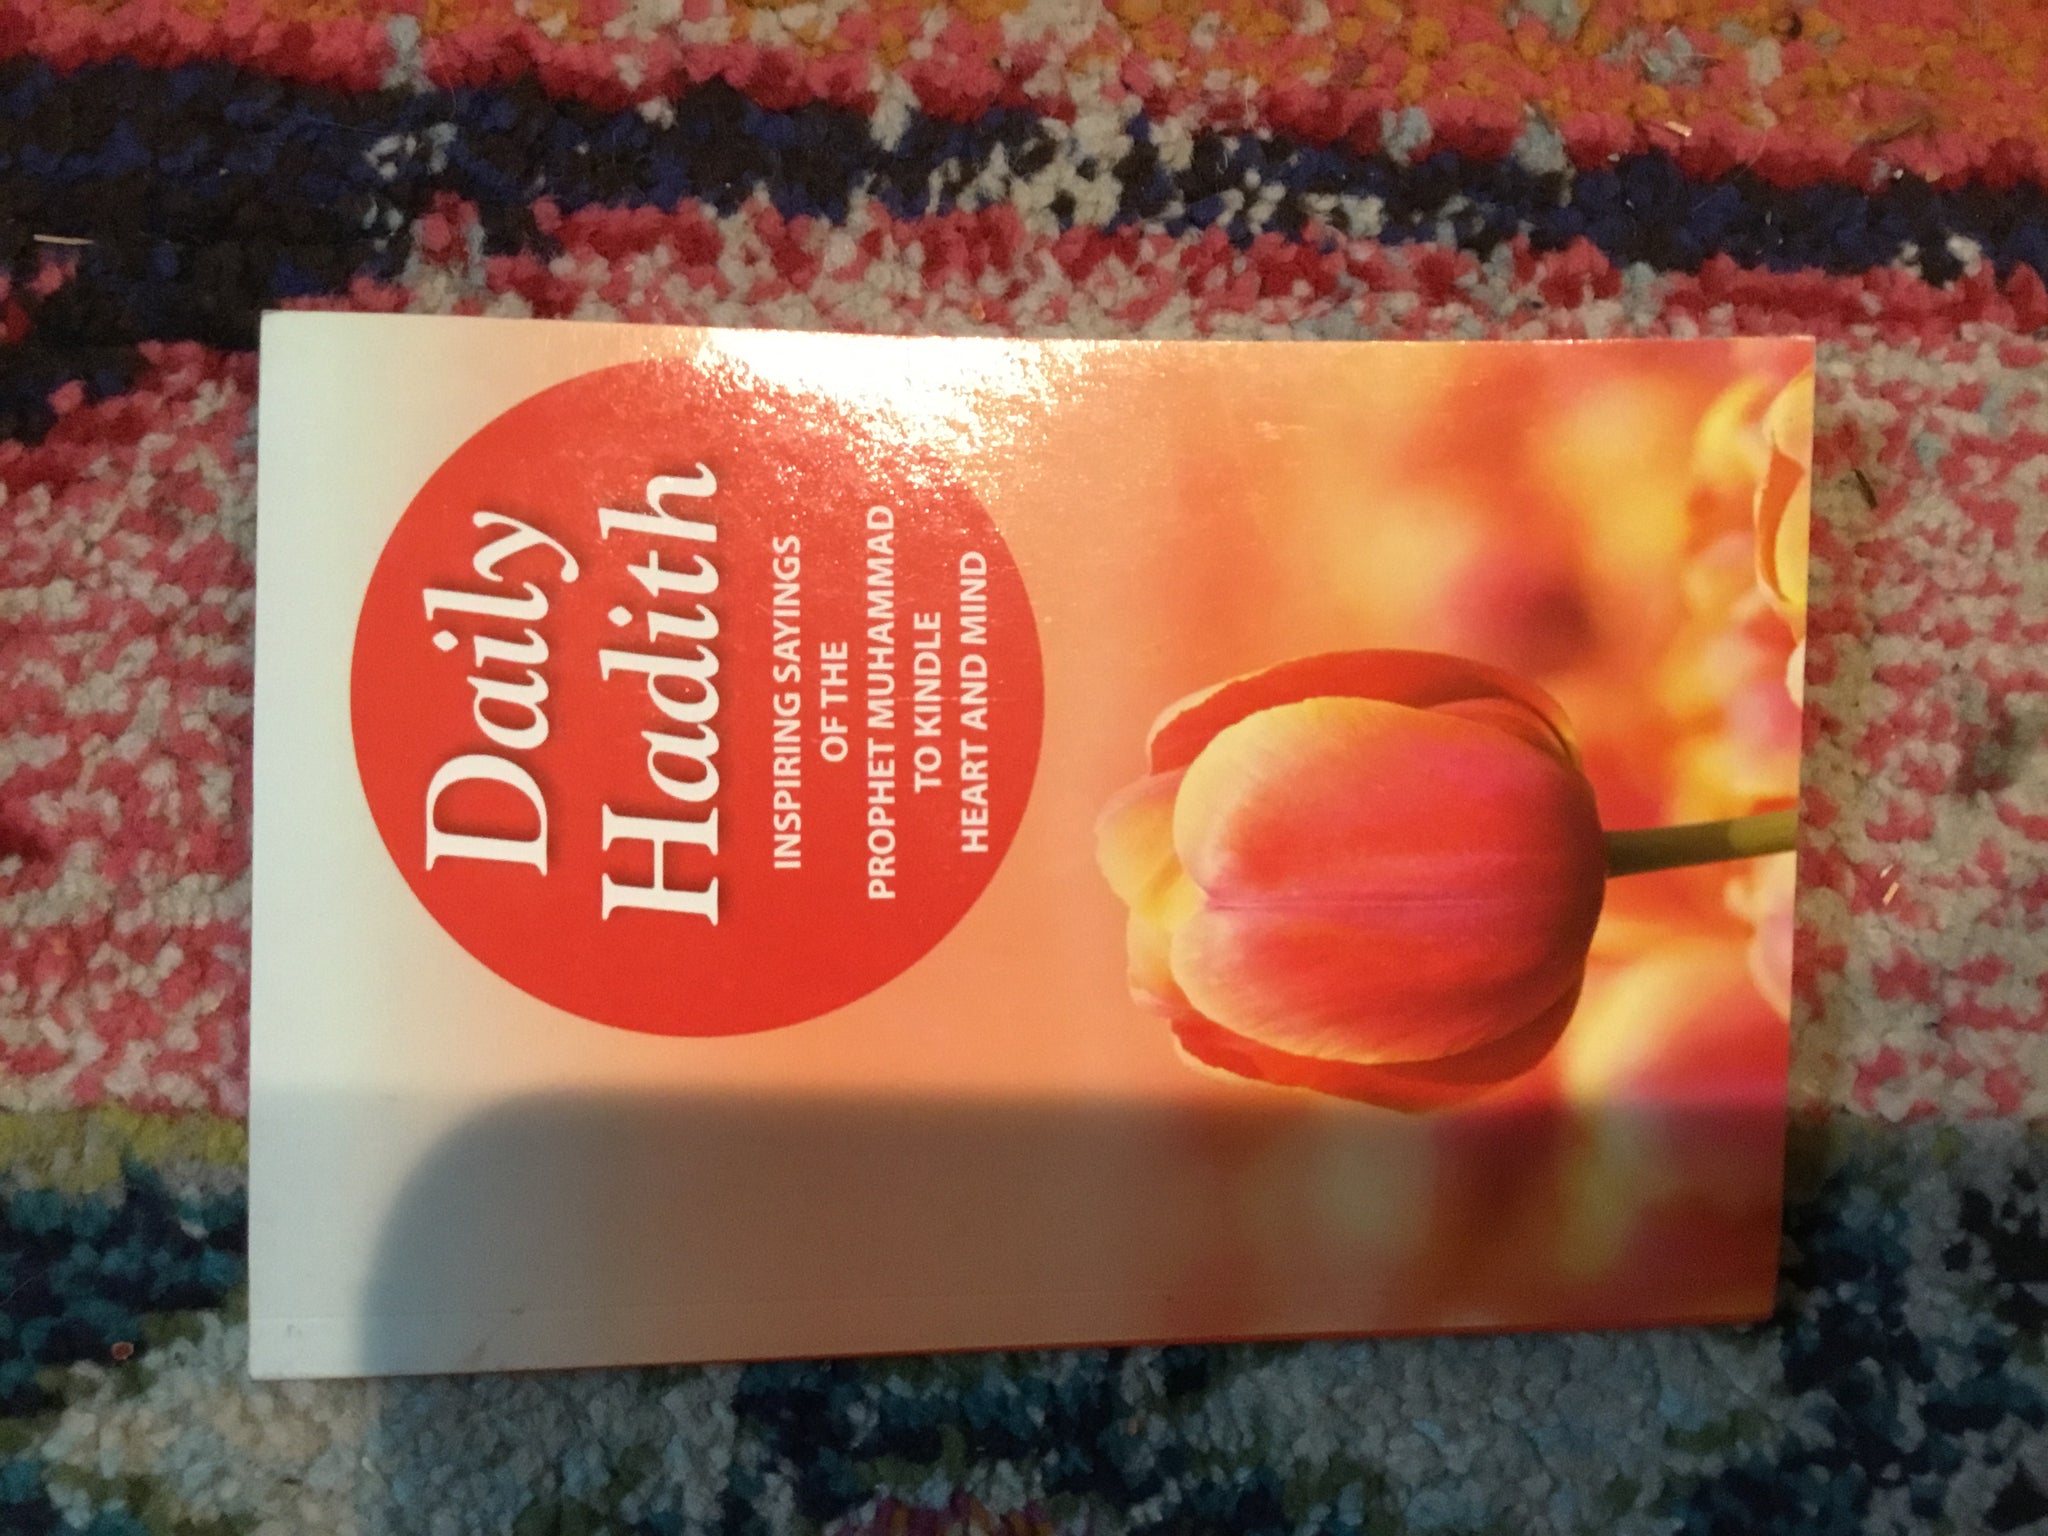 Daily
Hadith
INSPIRING SAYINGS
OF THE
PROPHET MUHAMMAD
TO KINDLE
HEART AND MIND